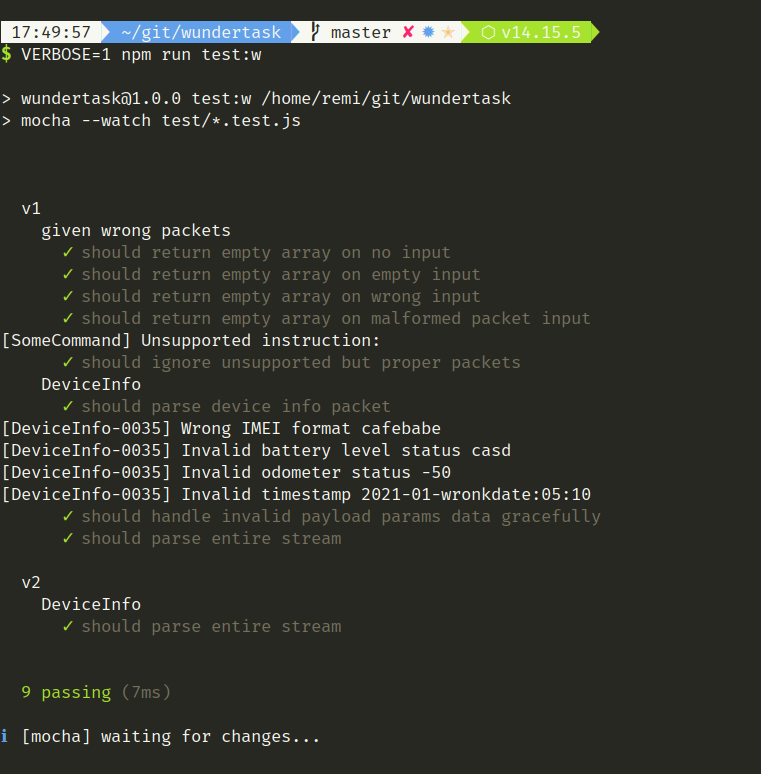 17:49:57 ~/git/wundertask master ✘ ✹ ✭ ⬡ v14.15.5
$ VERBOSE=1 npm run test:w
> wundertask@1.0.0 test:w /home/remi/git/wundertask
> mocha --watch test/*.test.js
v1
given wrong packets
✓ should return empty array on no input
✓ should return empty array on empty input
✓ should return empty array on wrong input
✓ should return empty array on malformed packet input
[SomeCommand] Unsupported instruction:
✓ should ignore unsupported but proper packets
DeviceInfo
✓ should parse device info packet
[DeviceInfo-0035] Wrong IMEI format cafebabe
[DeviceInfo-0035] Invalid battery level status casd
[DeviceInfo-0035] Invalid odometer status -50
[DeviceInfo-0035] Invalid timestamp 2021-01-wronkdate:05:10
✓ should handle invalid payload params data gracefully
✓ should parse entire stream
v2
DeviceInfo
✓ should parse entire stream
9 passing (7ms)
ℹ [mocha] waiting for changes...